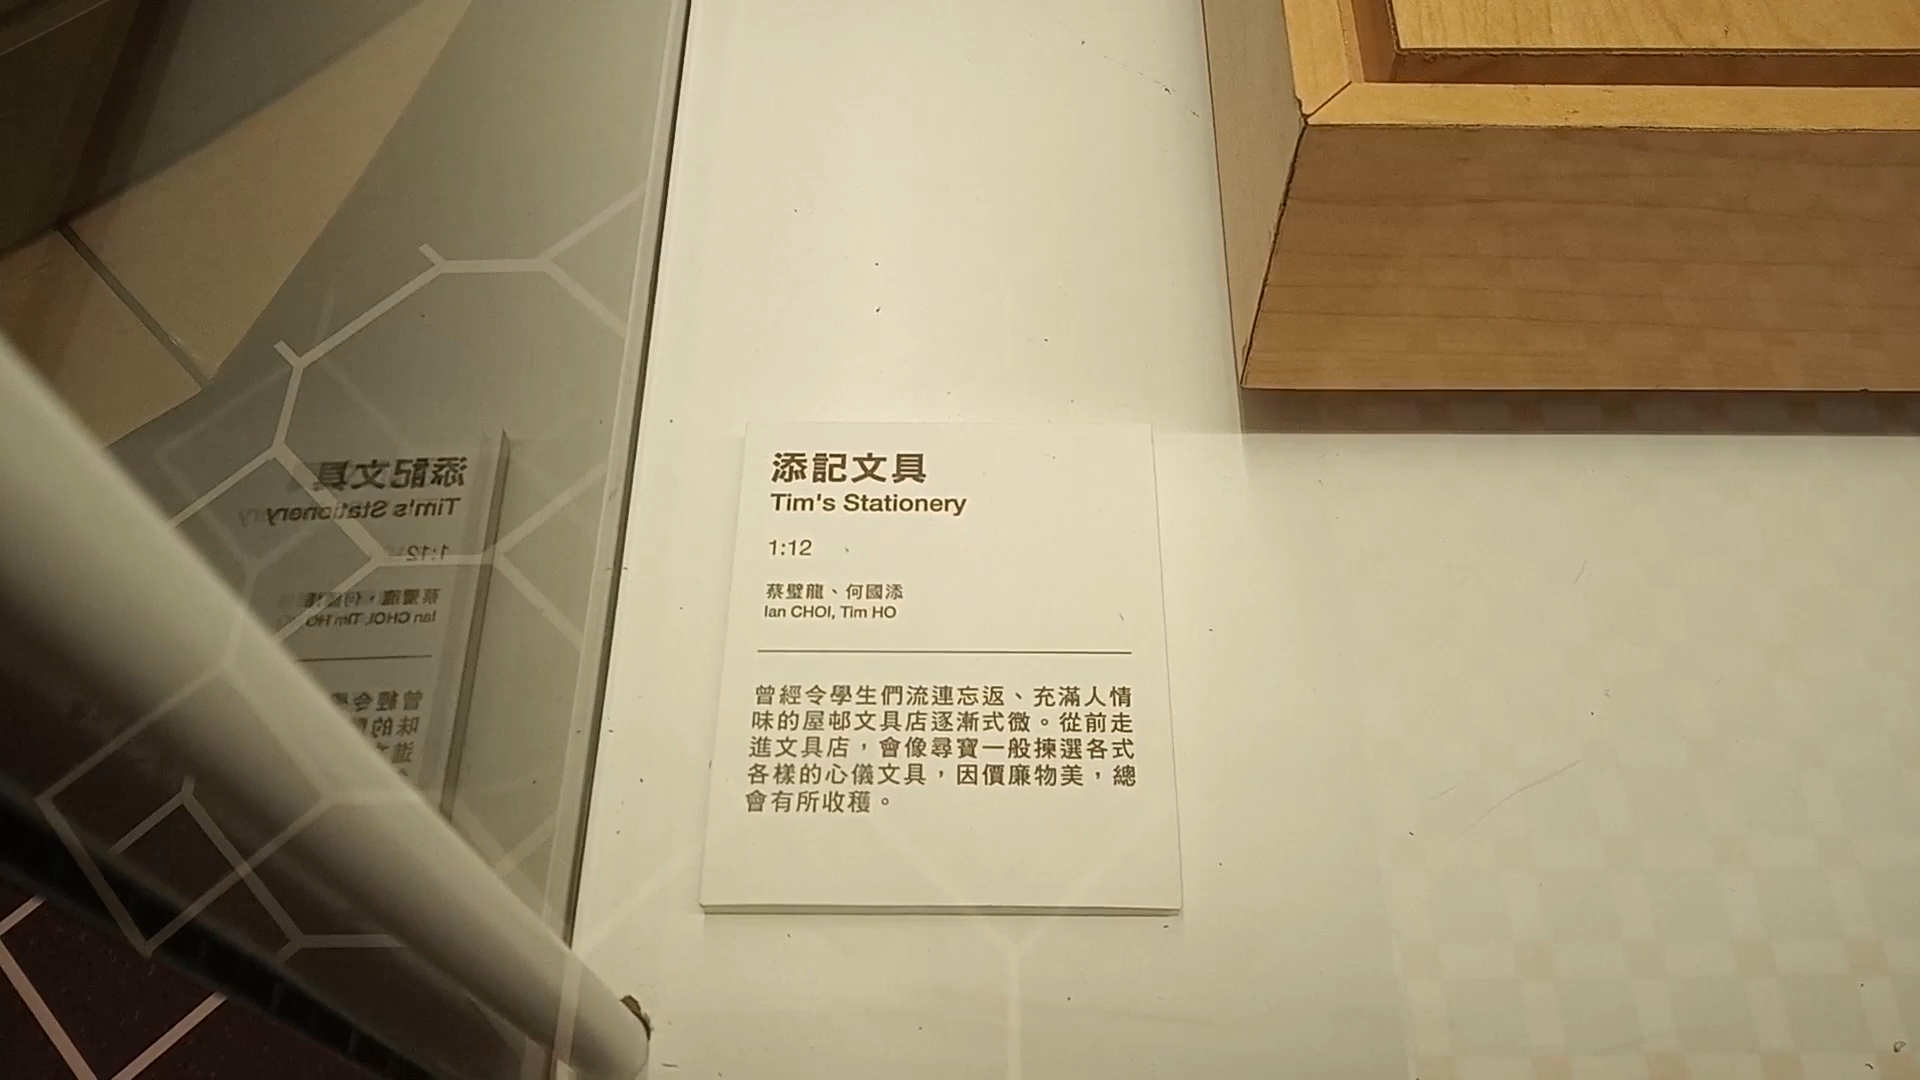 添記文具
Tim's Stationery
1:12
蔡璧龍、何國添
Ian CHOI, Tim HO
曾經令學生們流連忘返、充滿人情
味的屋邨文具店逐漸式微。從前走
進文具店，會像尋寶一般揀選各式
各樣的心儀文具，因價廉物美，總
會有所收穫。